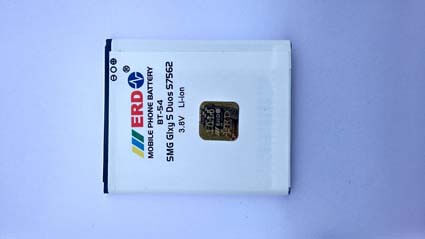 ERD
MOBILE PHONE BATTERY
BT-54
SMG Glxy S Duos S7562
3.8V Li-ion